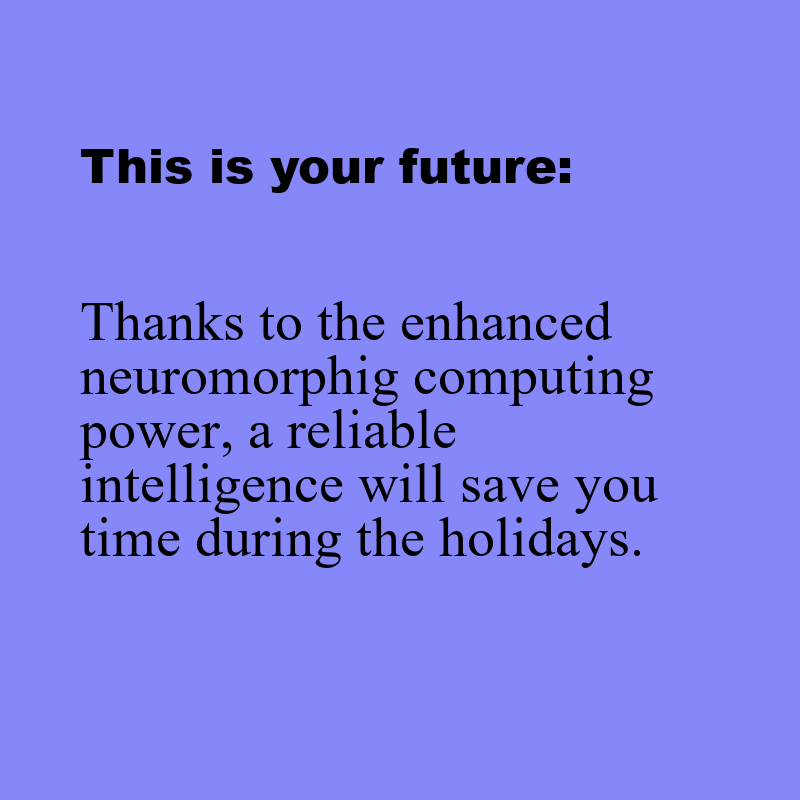 This is your future:
Thanks to the enhanced
neuromorphig computing
power, a reliable
intelligence will save you
time during the holidays.